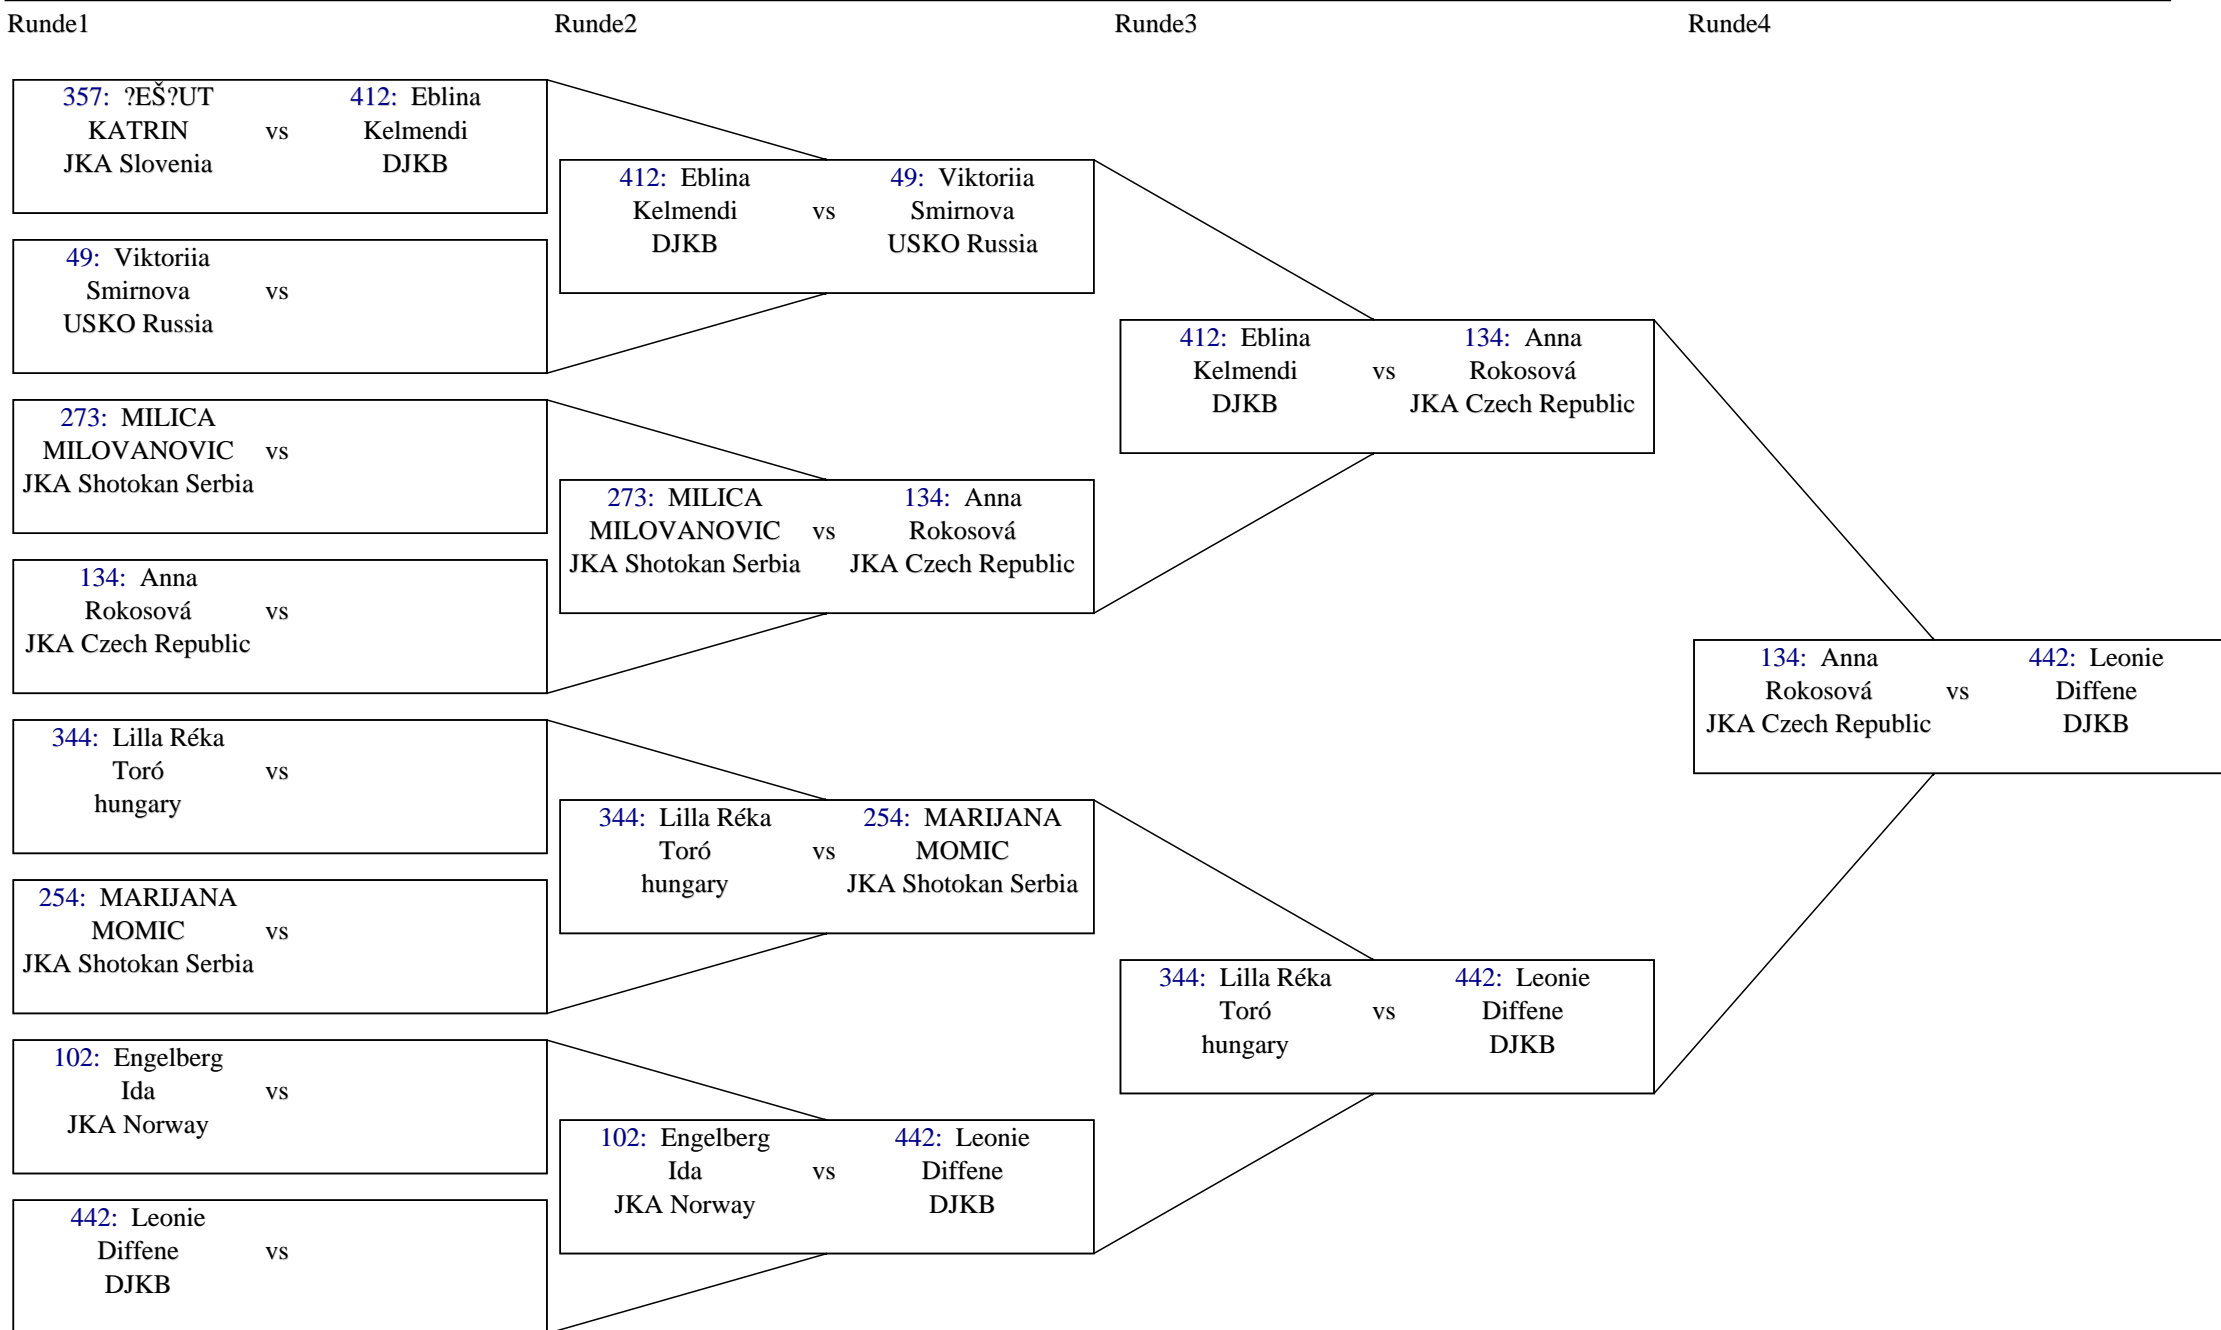 Runde1
Runde2
Runde3
Runde4
357: ?EŠ?UT
KATRIN
JKA Slovenia
vs
412: Eblina
Kelmendi
DJKB
49: Viktoriia
Smirnova
USKO Russia
vs
273: MILICA
MILOVANOVIC
JKA Shotokan Serbia
vs
134: Anna
Rokosová
JKA Czech Republic
vs
344: Lilla Réka
Toró
hungary
vs
254: MARIJANA
MOMIC
JKA Shotokan Serbia
vs
102: Engelberg
Ida
JKA Norway
vs
442: Leonie
Diffene
DJKB
vs
412: Eblina
Kelmendi
DJKB
vs
49: Viktoriia
Smirnova
USKO Russia
273: MILICA
MILOVANOVIC
JKA Shotokan Serbia
vs
134: Anna
Rokosová
JKA Czech Republic
344: Lilla Réka
Toró
hungary
vs
254: MARIJANA
MOMIC
JKA Shotokan Serbia
102: Engelberg
Ida
JKA Norway
vs
442: Leonie
Diffene
DJKB
412: Eblina
Kelmendi
DJKB
vs
134: Anna
Rokosová
JKA Czech Republic
344: Lilla Réka
Toró
hungary
vs
442: Leonie
Diffene
DJKB
134: Anna
Rokosová
JKA Czech Republic
vs
442: Leonie
Diffene
DJKB